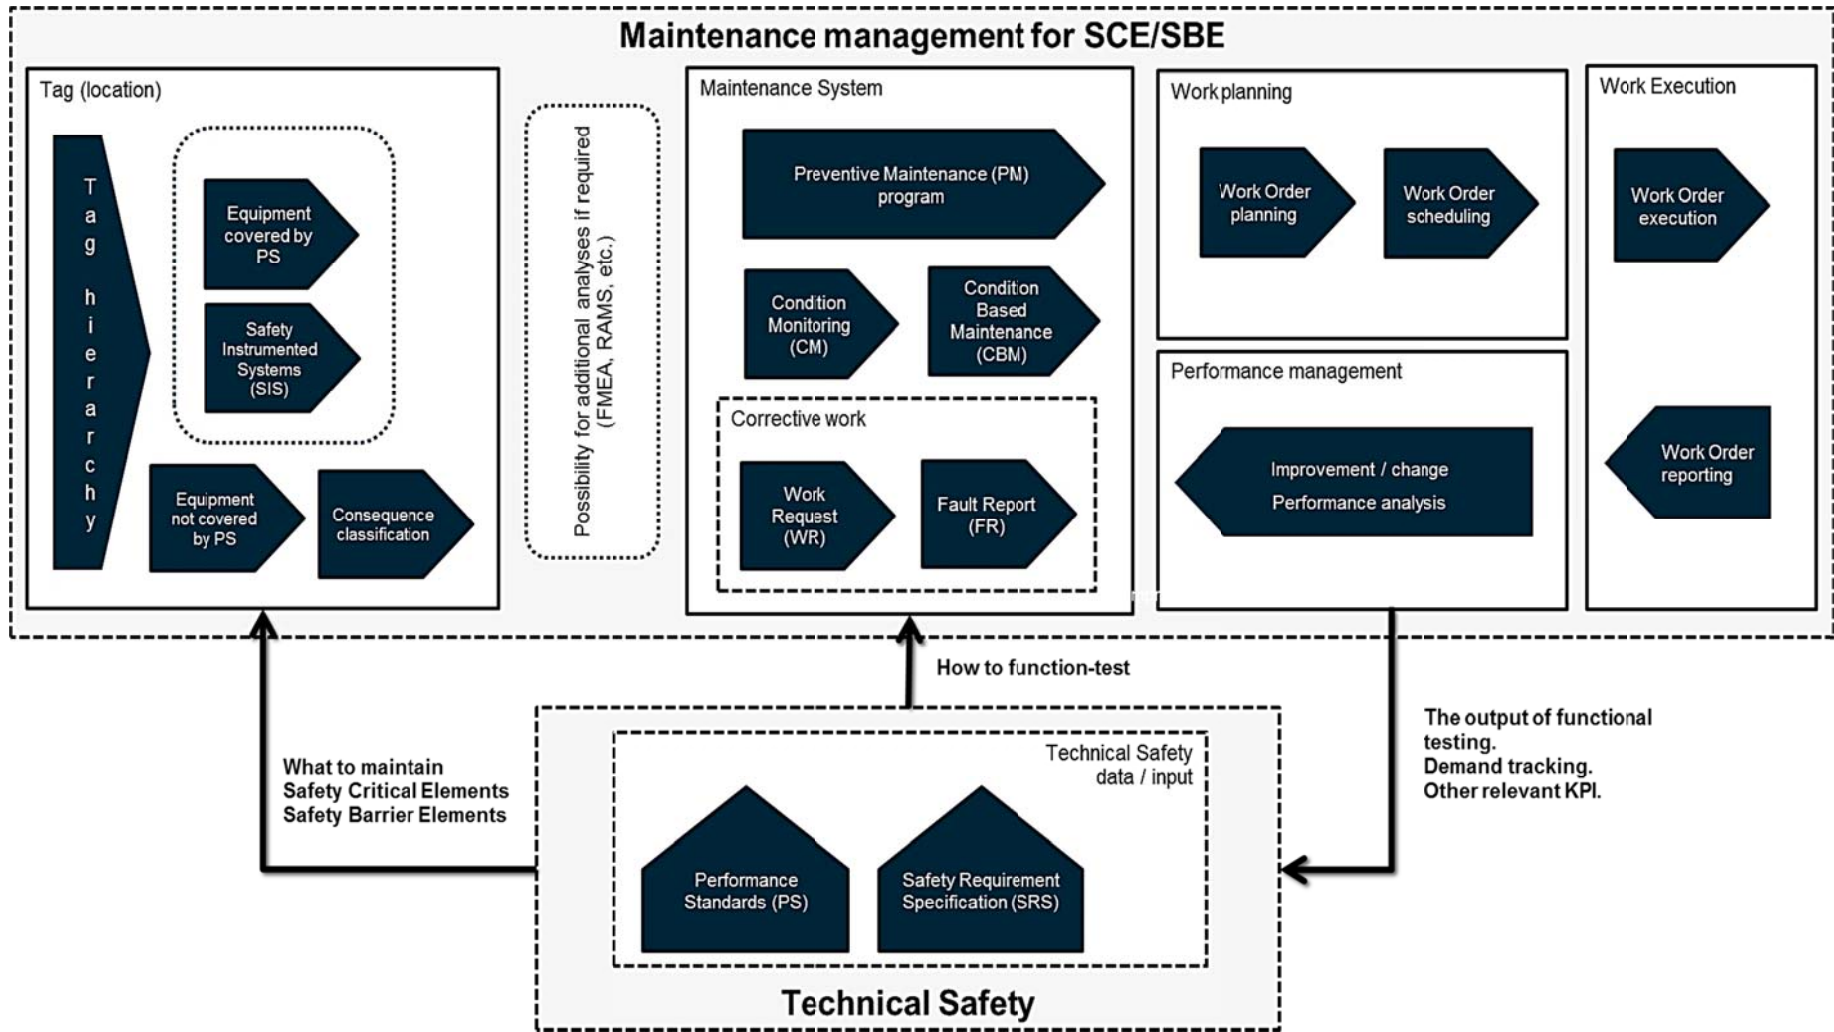 Maintenance management for SCE/SBE
Tag (location)
Tag hierarchy
Equipment
covered by
PS
Safety
Instrumented
Systems
(SIS)
Equipment
not covered
by PS
Consequence
classification
Possibility for additional analyses if required
(FMEA, RAMS, etc.)
Maintenance System
Preventive Maintenance (PM)
program
Condition
Monitoring
(CM)
Condition
Based
Maintenance
(CBM)
Corrective work
Work
Request
(WR)
Fault Report
(FR)
Workplanning
Work Order
planning
Work Order
scheduling
Performance management
Improvement / change
Performance analysis
Work Execution
Work Order
execution
Work Order
reporting
What to maintain
Safety Critical Elements
Safety Barrier Elements
How to function-test
The output of functional
testing.
Demand tracking.
Other relevant KPI.
Technical Safety
data / input
Performance
Standards (PS)
Safety Requirement
Specification (SRS)
Technical Safety